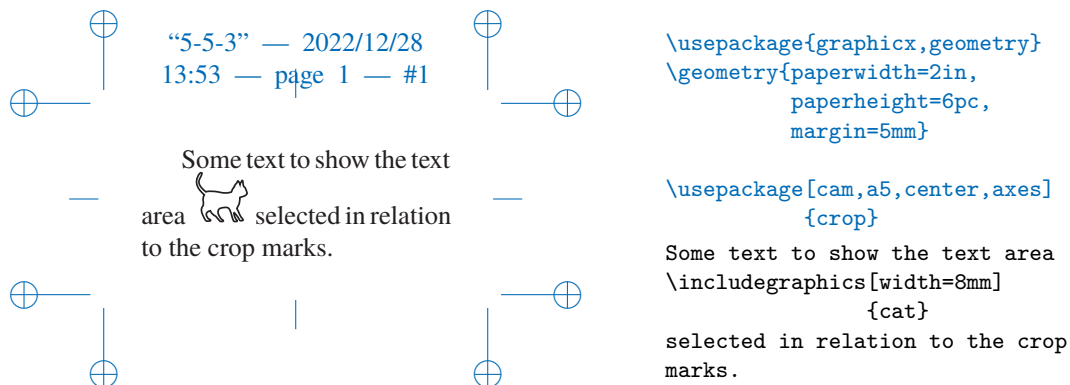 “5-5-3” — 2022/12/28
13:53 — page 1 — #1
Some text to show the text
area selected in relation
to the crop marks.
\usepackage{graphicx,geometry}
\geometry{paperwidth=2in,
paperheight=6pc,
margin=5mm}
\usepackage[cam,a5,center,axes]
{crop}
Some text to show the text area
\includegraphics[width=8mm]
{cat}
selected in relation to the crop
marks.